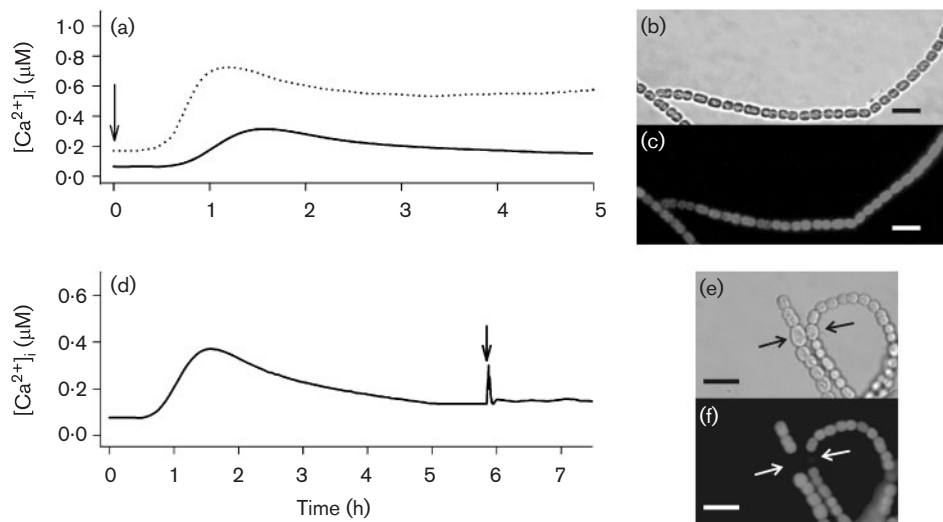 (a)
[Ca²⁺]ᵢ (µM)
1·0
0·8
0·6
0·4
0·2
0·0
0 1 2 3 4 5
(b)
(c)
(d)
[Ca²⁺]ᵢ (µM)
0·6
0·4
0·2
0·0
0 1 2 3 4 5 6 7
Time (h)
(e)
(f)